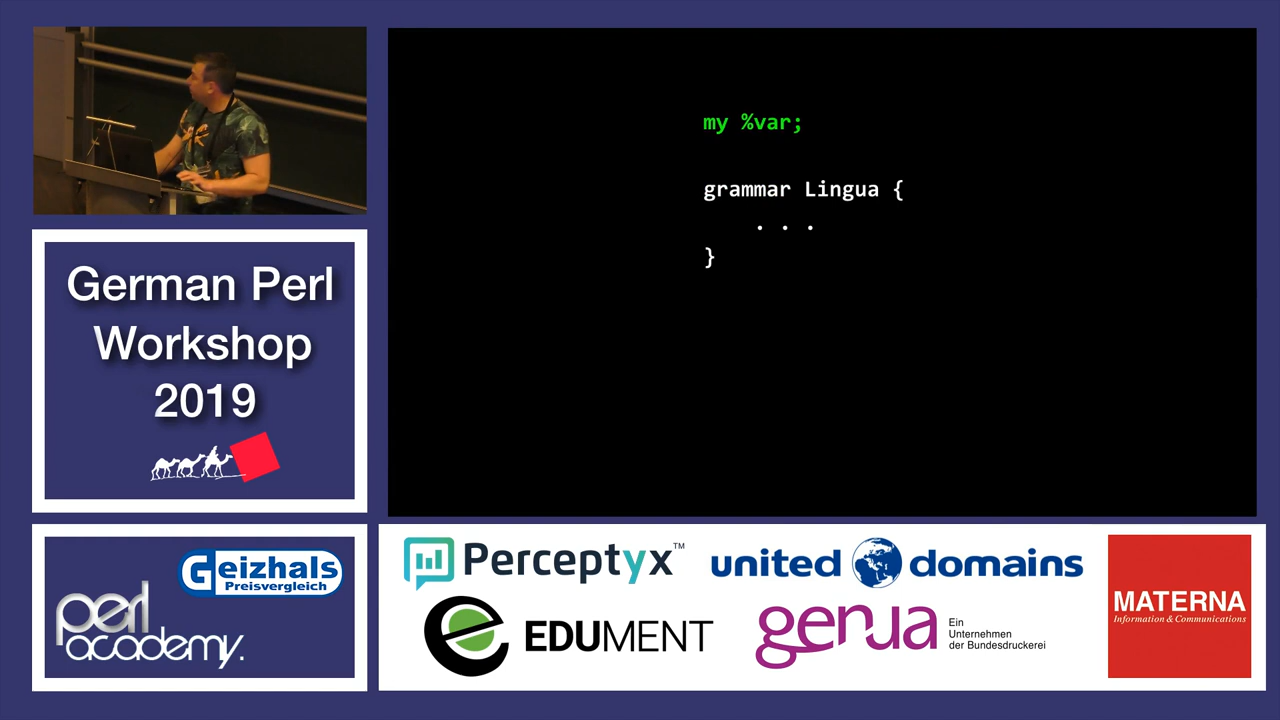 my %var;
grammar Lingua {
. . .
}
German Perl
Workshop
2019
Geizhals
Preisvergleich
perl
academy.
Perceptyx™
united domains
EDUMENT
genua
Ein
Unternehmen
der Bundesdruckerei
MATERNA
Information & Communications